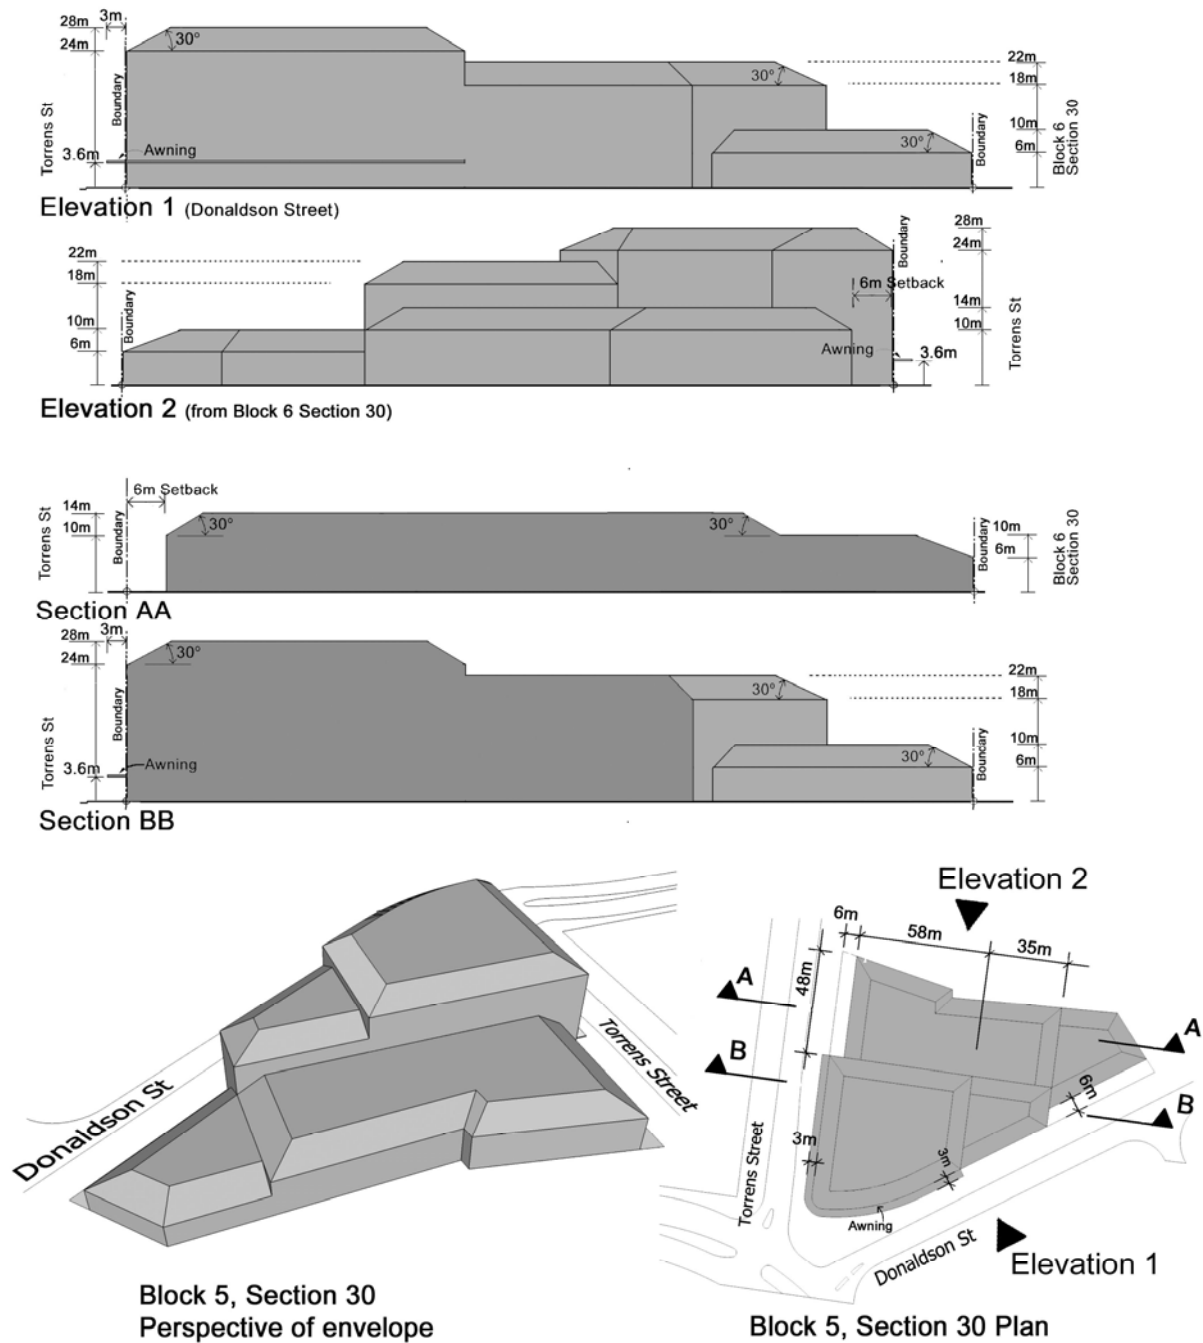 3m
28m
24m
30°
Boundary
Torrens St
3.6m
Awning
30°
22m
18m
10m
6m
30°
Boundary
Block 6
Section 30
Elevation 1 (Donaldson Street)
22m
18m
Boundary
10m
6m
28m
24m
Boundary
6m Setback
14m
10m
Torrens St
Awning
3.6m
Elevation 2 (from Block 6 Section 30)
6m Setback
14m
10m
Torrens St
Boundary
30°
30°
10m
6m
Boundary
Block 6
Section 30
Section AA
3m
28m
24m
30°
Boundary
Torrens St
3.6m
Awning
30°
22m
18m
10m
6m
30°
Boundary
Section BB
Donaldson St
Torrens Street
Block 5, Section 30
Perspective of envelope
Elevation 2
6m
58m
35m
48m
A
A
B
B
6m
3m
3m
Torrens Street
Awning
Donaldson St
Elevation 1
Block 5, Section 30 Plan